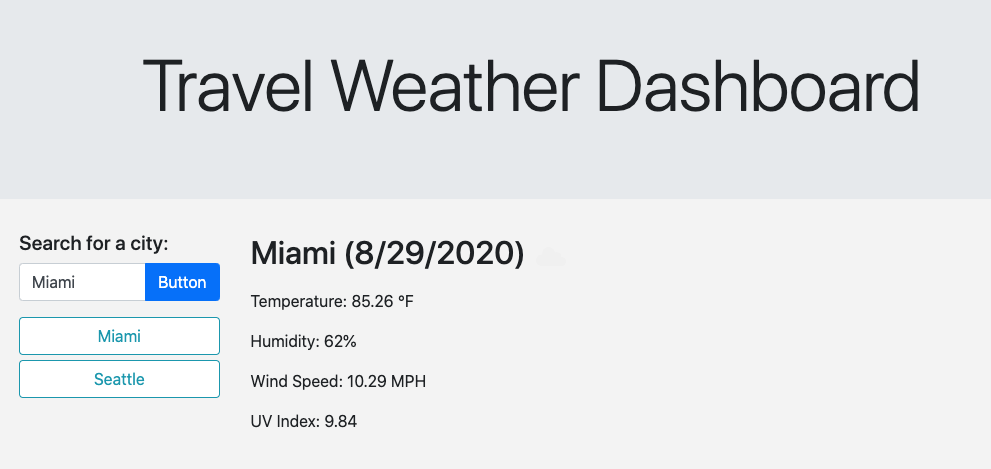 Travel Weather Dashboard
Search for a city:
Miami Button
Miami
Seattle
Miami (8/29/2020)
Temperature: 85.26 °F
Humidity: 62%
Wind Speed: 10.29 MPH
UV Index: 9.84